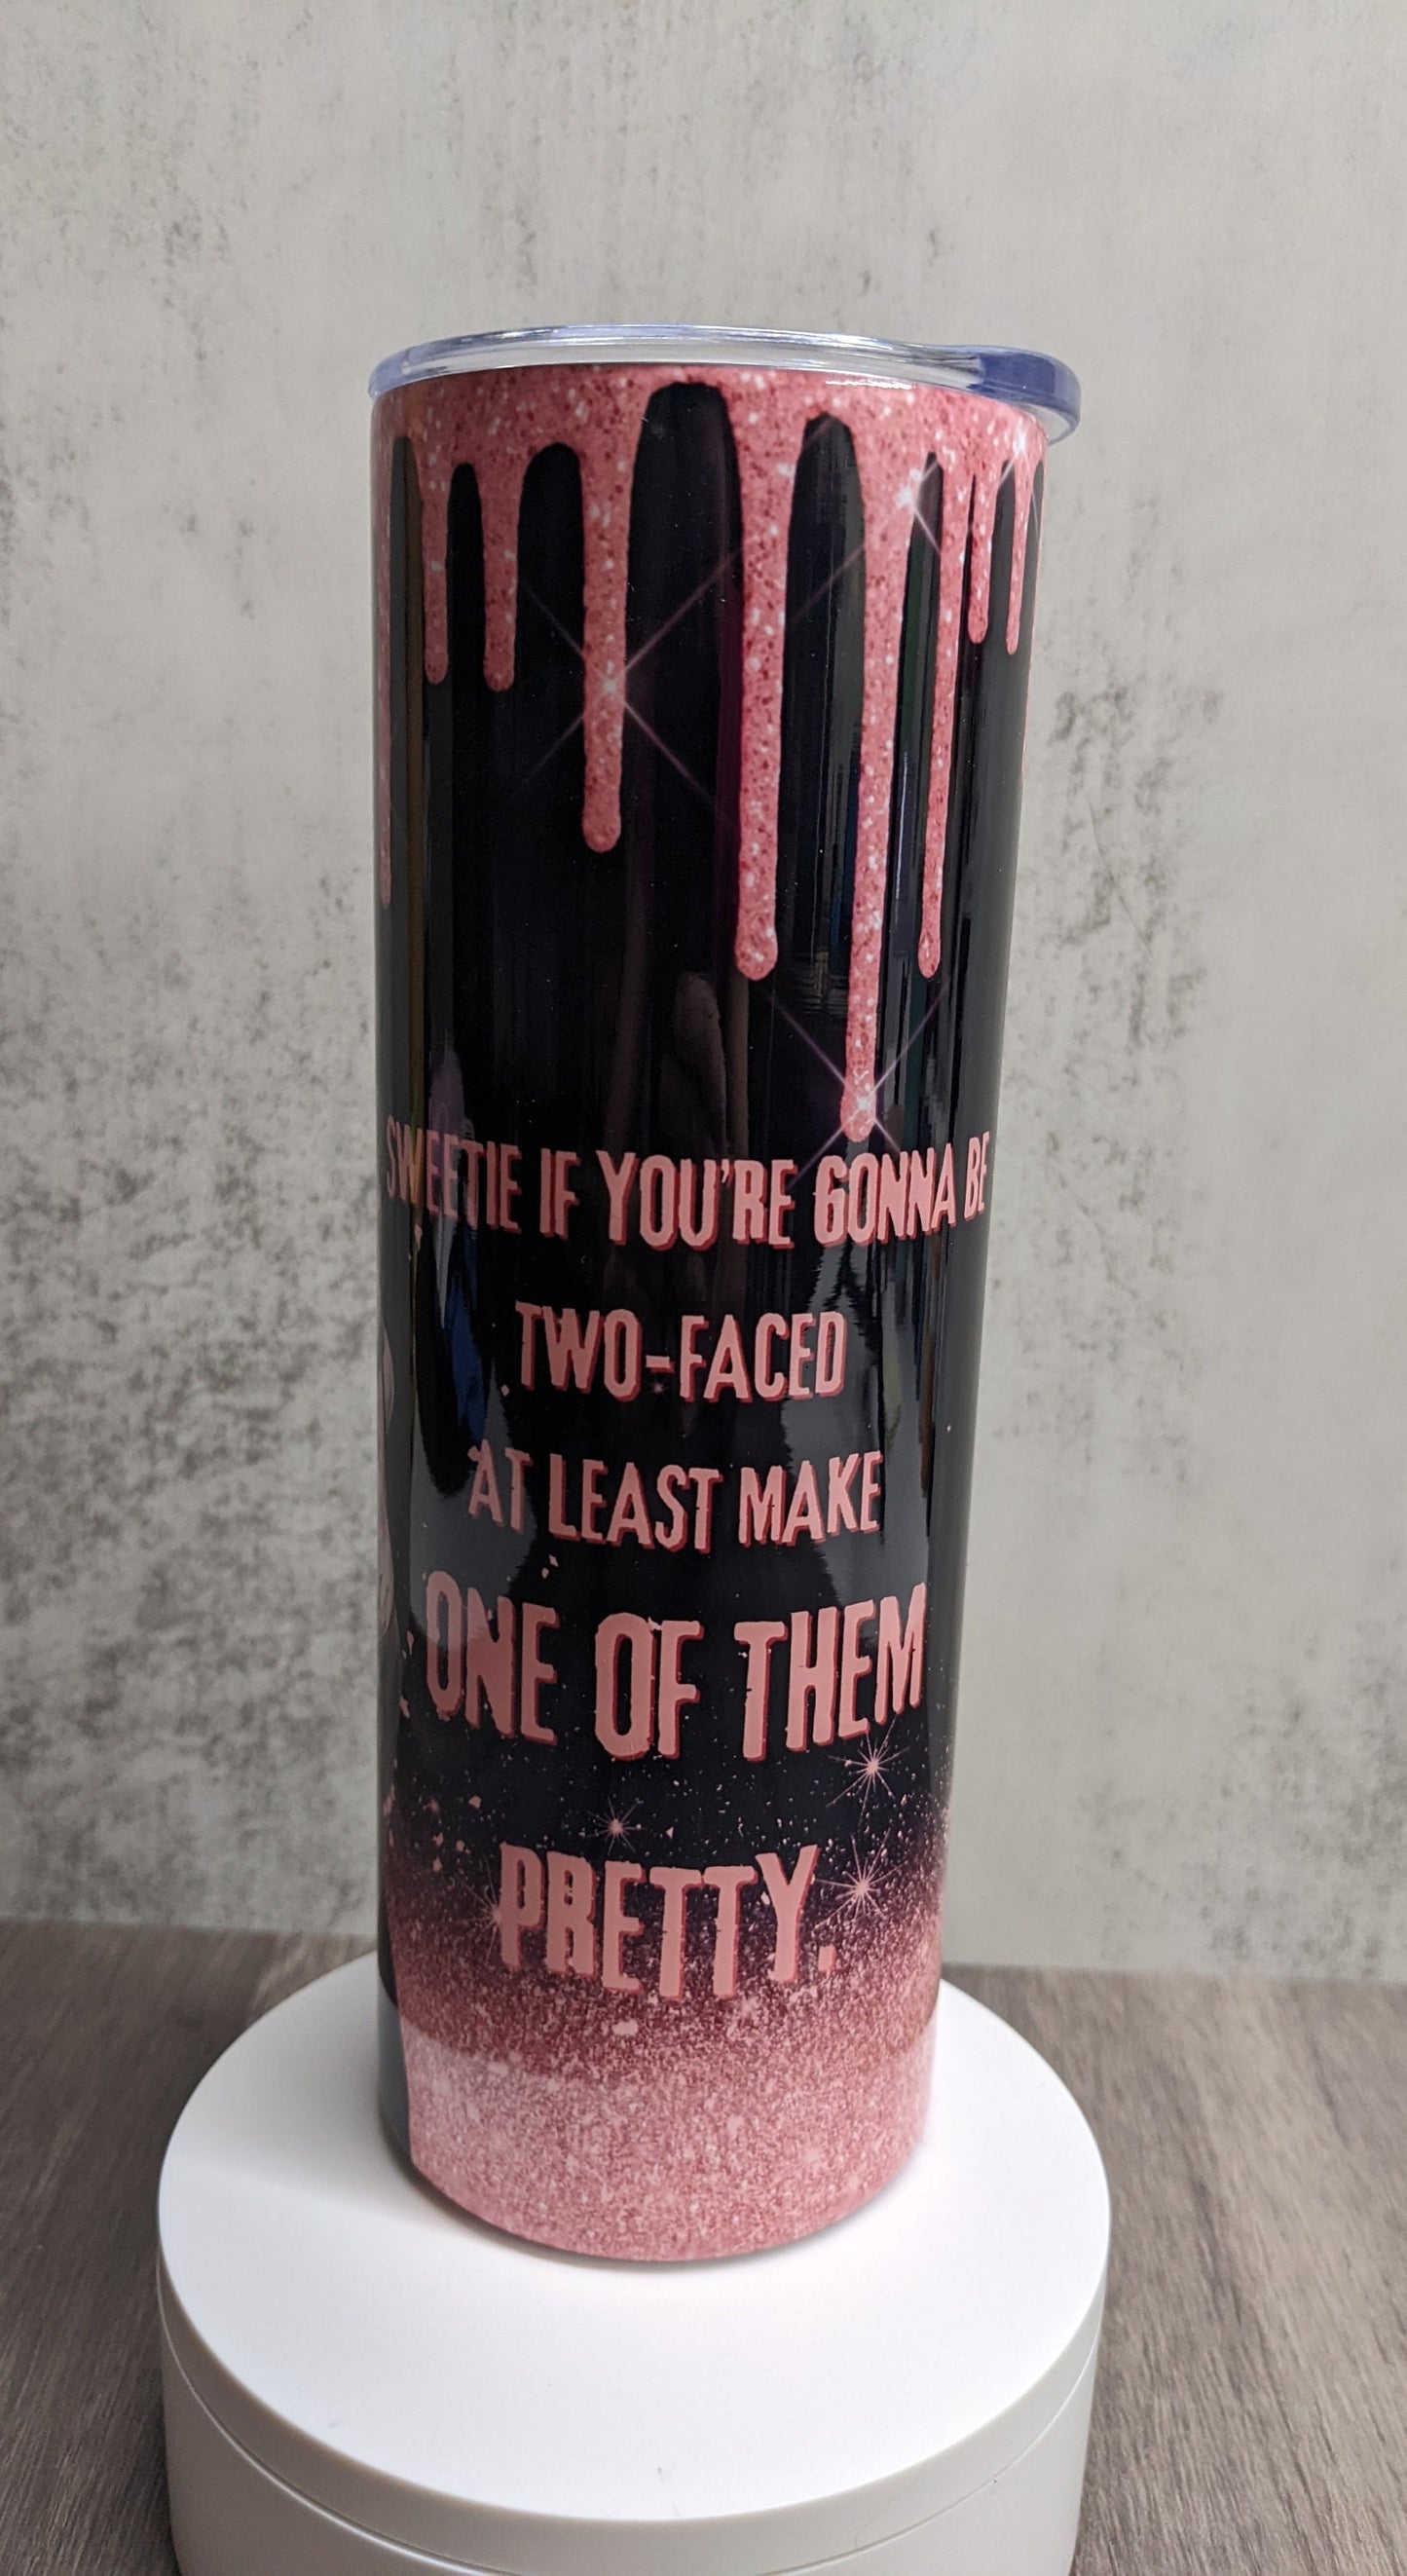 SWEETIE IF YOU'RE GONNA BE
TWO-FACED
AT LEAST MAKE
ONE OF THEM
PRETTY.